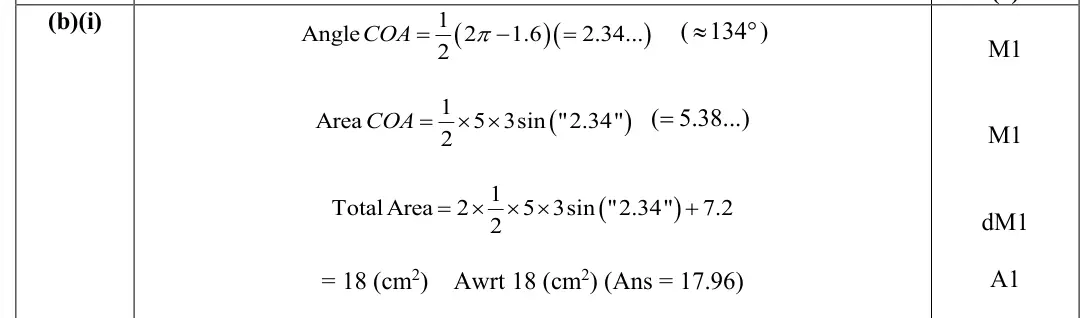 (b)(i)
Angle COA = 1/2 (2π − 1.6)(= 2.34...) (≈134°)
M1
Area COA = 1/2 × 5 × 3 sin("2.34") (= 5.38...)
M1
Total Area = 2 × 1/2 × 5 × 3 sin("2.34") + 7.2
dM1
= 18 (cm²) Awrt 18 (cm²) (Ans = 17.96)
A1